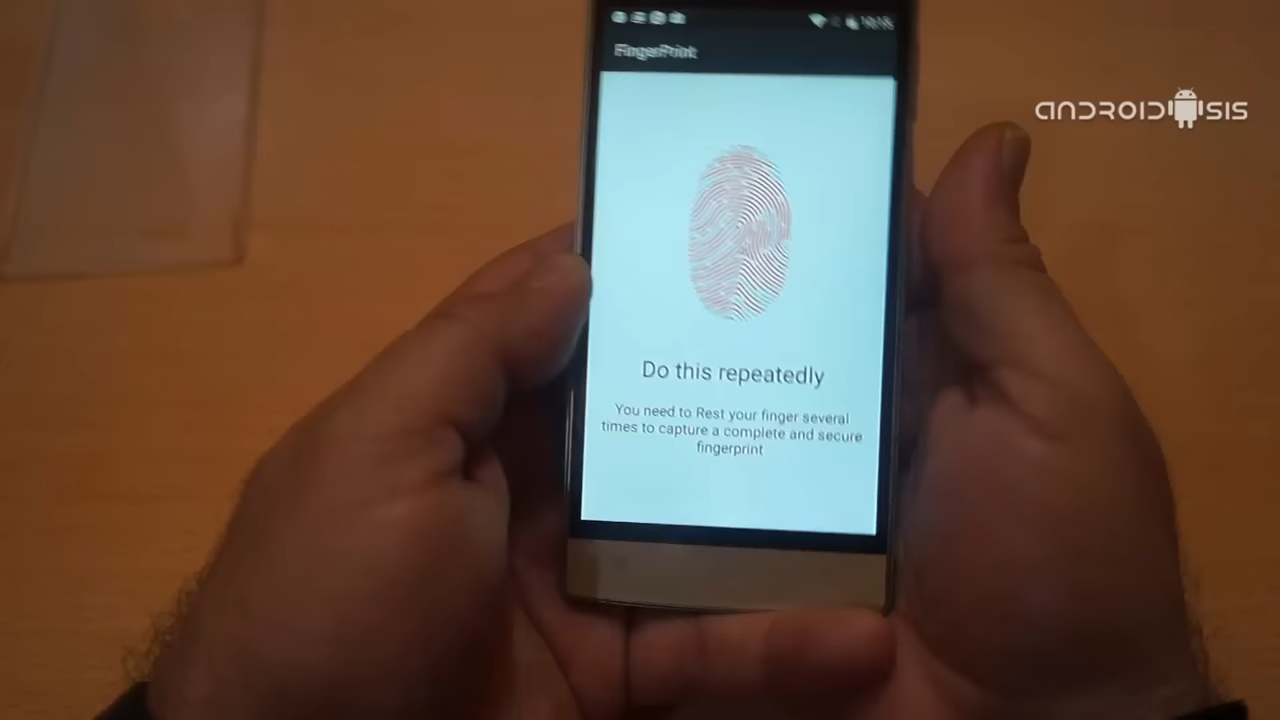 FingerPrint
ANDROIDSIS
Do this repeatedly
You need to Rest your finger several
times to capture a complete and secure
fingerprint